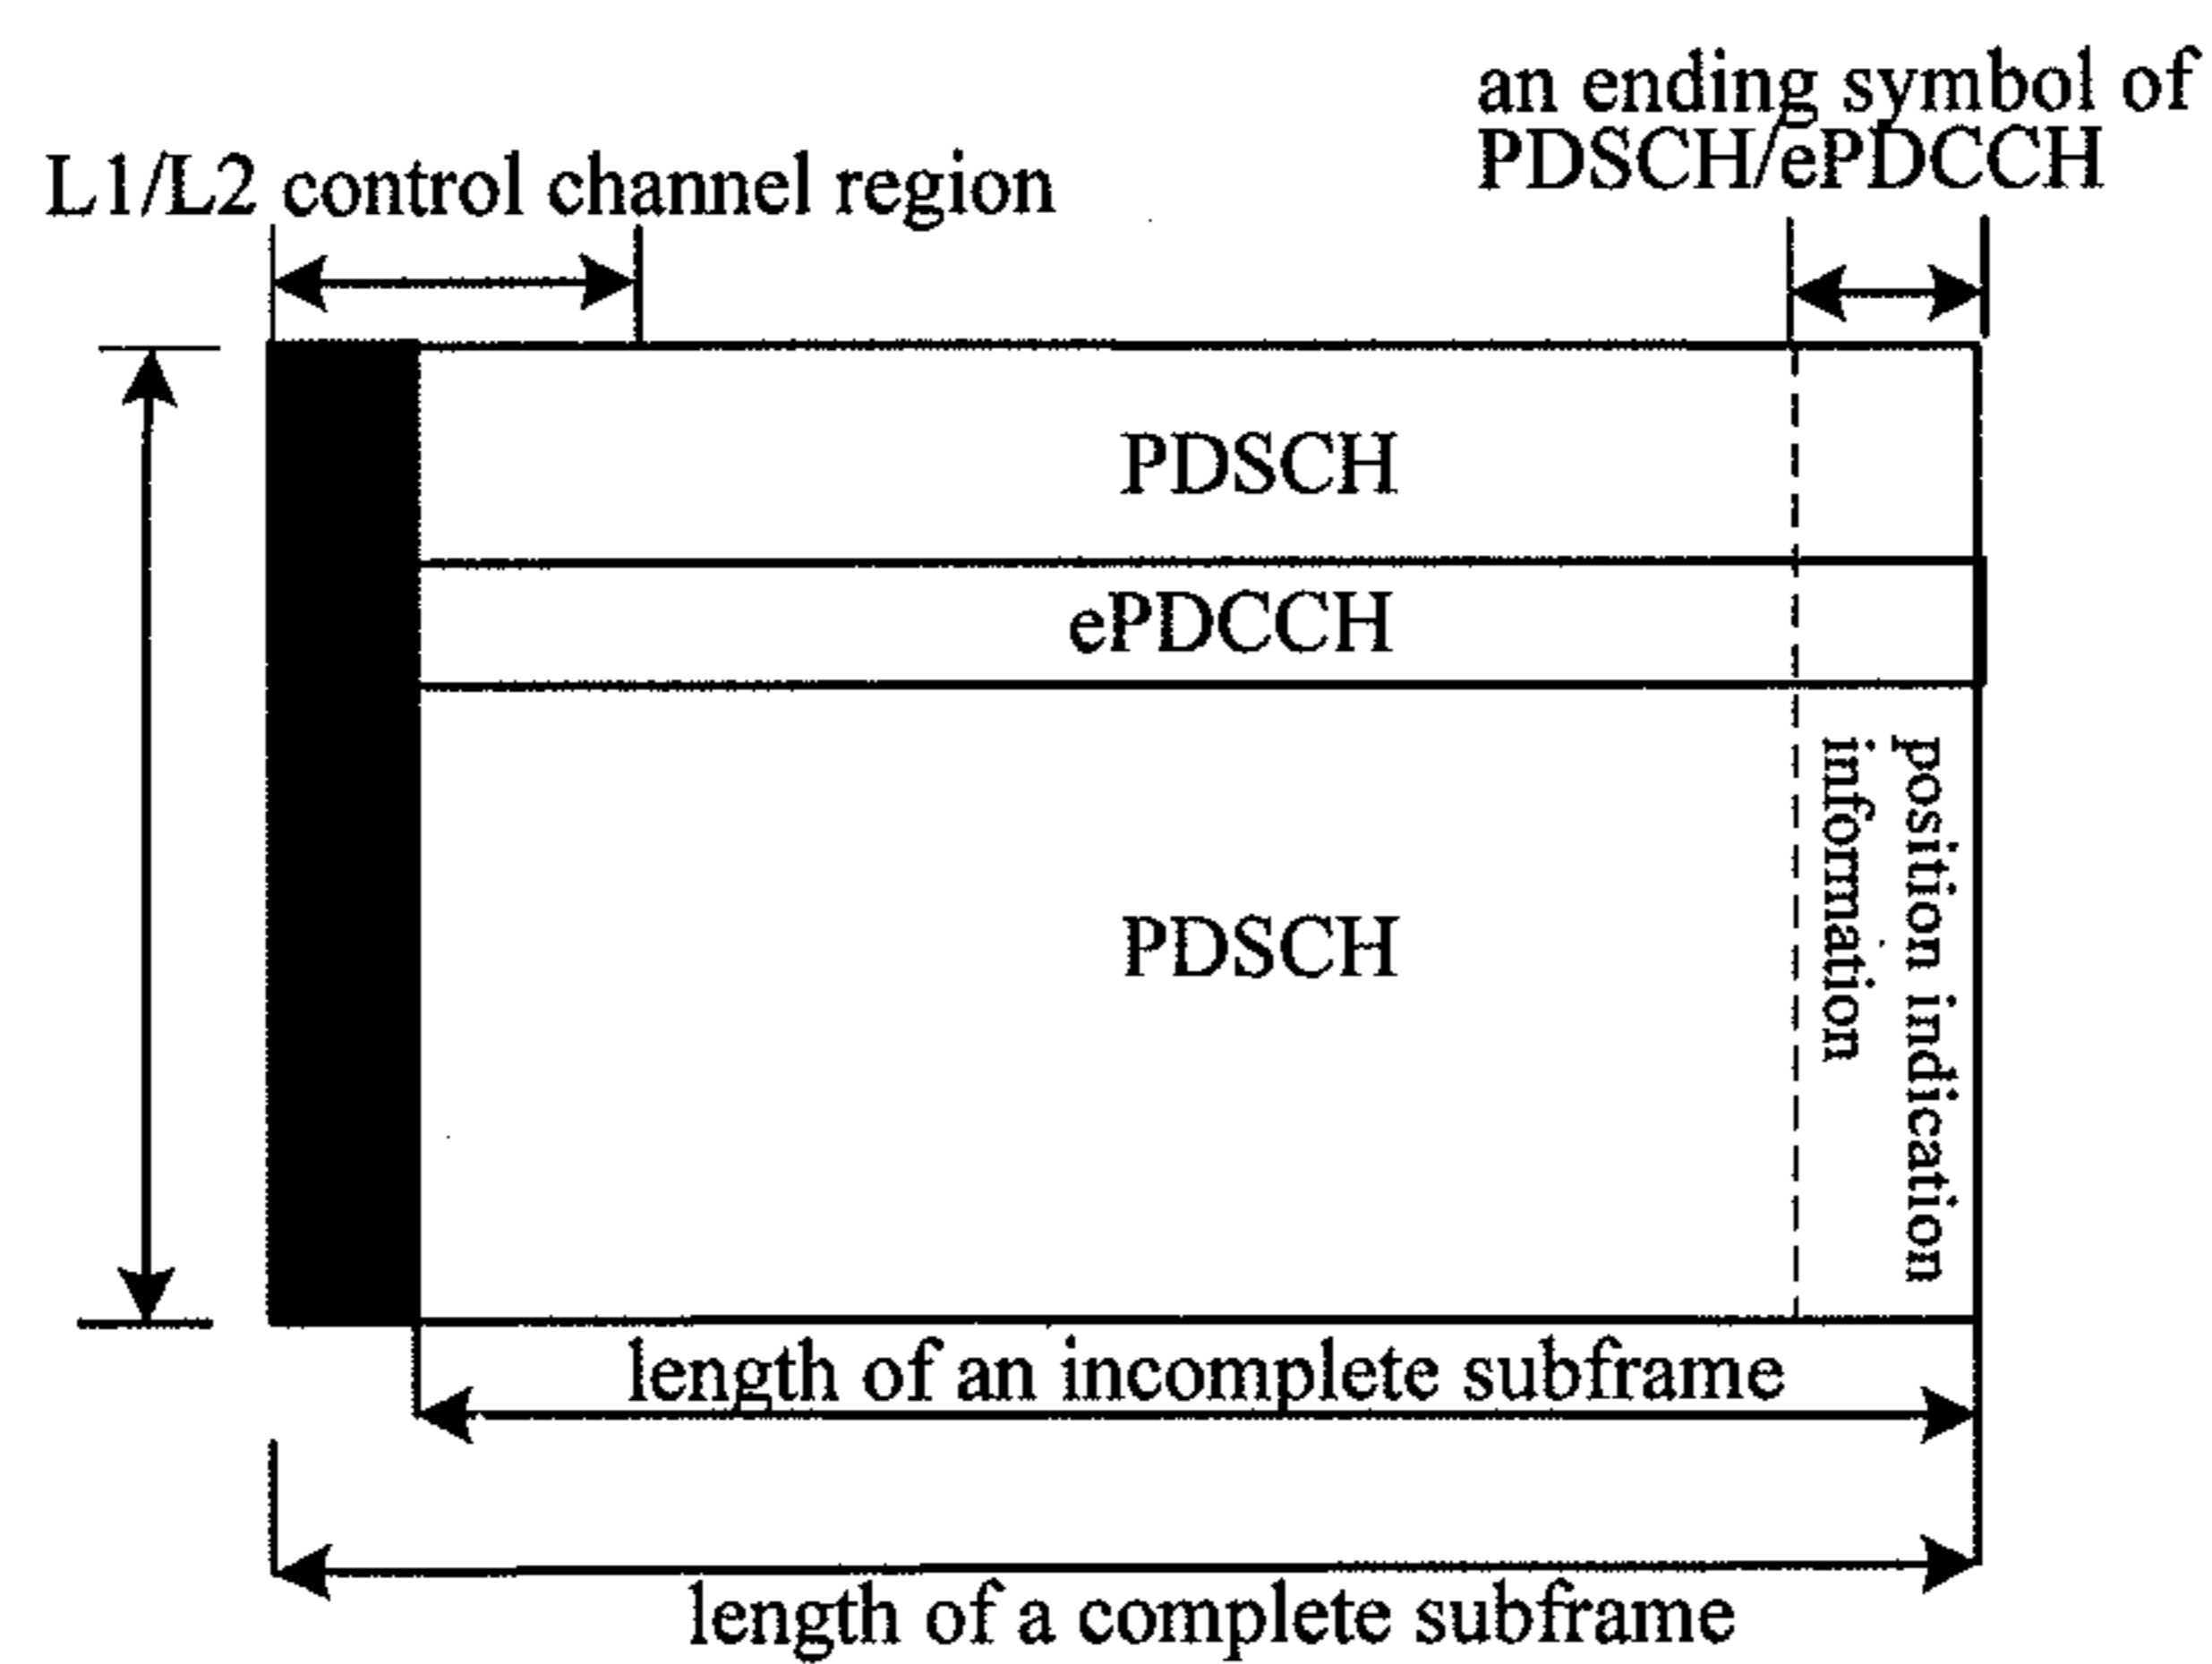 an ending symbol of
PDSCH/ePDCCH
L1/L2 control channel region
PDSCH
ePDCCH
PDSCH
position indication
information
length of an incomplete subframe
length of a complete subframe